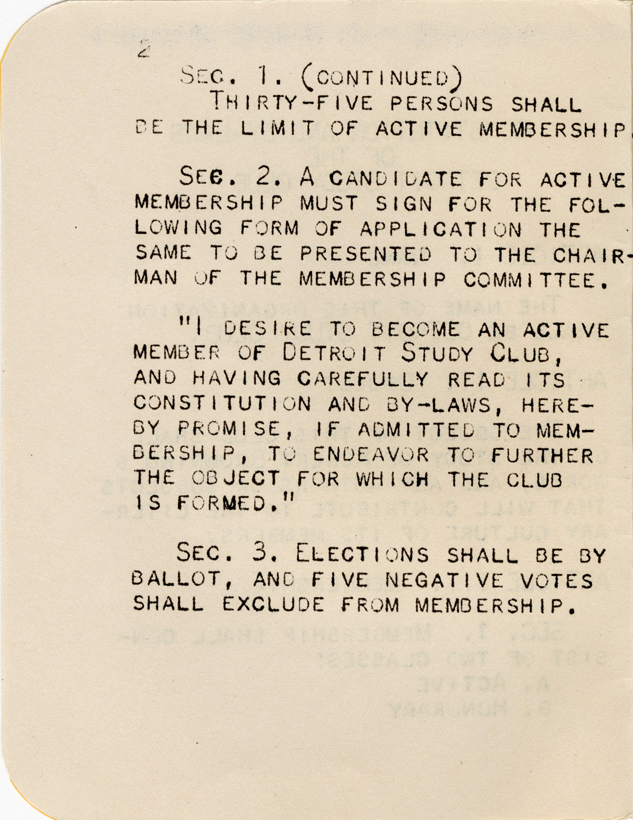 2
SEC. 1. (CONTINUED)
THIRTY-FIVE PERSONS SHALL
BE THE LIMIT OF ACTIVE MEMBERSHIP.
SEC. 2. A CANDIDATE FOR ACTIVE
MEMBERSHIP MUST SIGN FOR THE FOL-
LOWING FORM OF APPLICATION THE
SAME TO BE PRESENTED TO THE CHAIR-
MAN OF THE MEMBERSHIP COMMITTEE.
"I DESIRE TO BECOME AN ACTIVE
MEMBER OF DETROIT STUDY CLUB,
AND HAVING CAREFULLY READ ITS
CONSTITUTION AND BY-LAWS, HERE-
BY PROMISE, IF ADMITTED TO MEM-
BERSHIP, TO ENDEAVOR TO FURTHER
THE OBJECT FOR WHICH THE CLUB
IS FORMED."
SEC. 3. ELECTIONS SHALL BE BY
BALLOT, AND FIVE NEGATIVE VOTES
SHALL EXCLUDE FROM MEMBERSHIP.